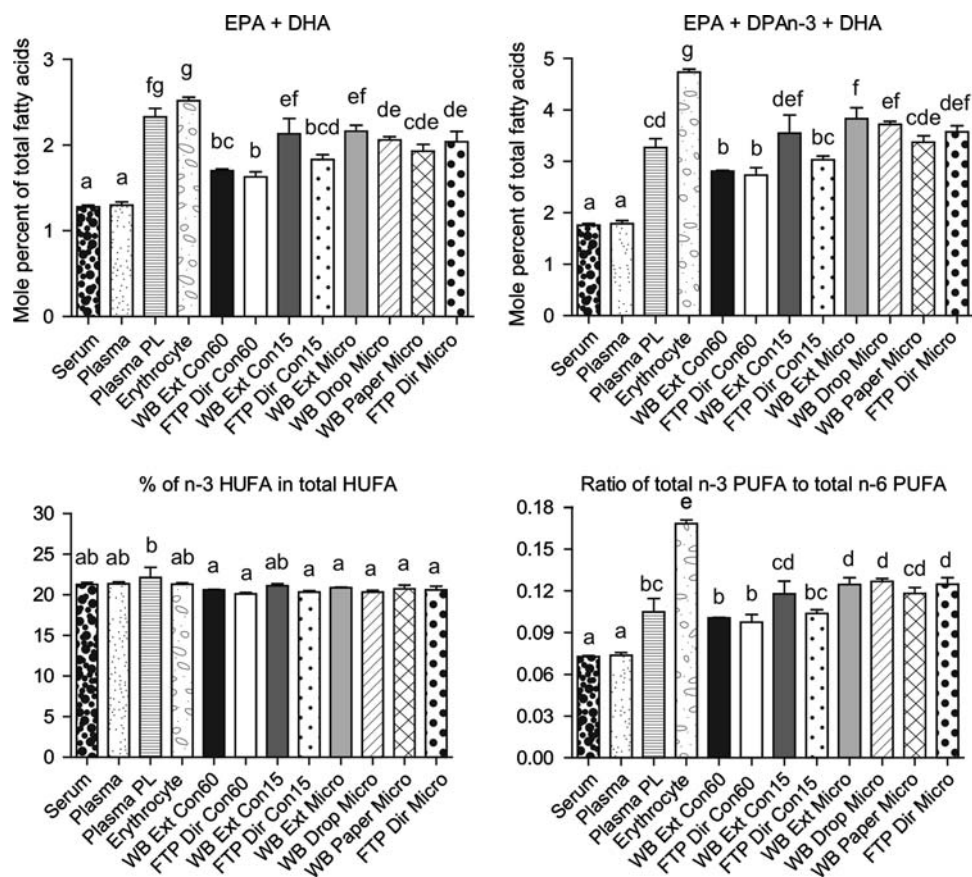 EPA + DHA
Mole percent of total fatty acids
3
2
1
0
a
a
fg
g
bc
b
ef
bcd
ef
de
cde
de
Serum
Plasma
Plasma PL
Erythrocyte
WB Ext Con60
FTP Dir Con60
WB Ext Con15
FTP Dir Con15
WB Ext Micro
WB Drop Micro
WB Paper Micro
FTP Dir Micro
EPA + DPAn-3 + DHA
Mole percent of total fatty acids
5
4
3
2
1
0
a
a
cd
g
b
b
def
bc
f
ef
cde
def
Serum
Plasma
Plasma PL
Erythrocyte
WB Ext Con60
FTP Dir Con60
WB Ext Con15
FTP Dir Con15
WB Ext Micro
WB Drop Micro
WB Paper Micro
FTP Dir Micro
% of n-3 HUFA in total HUFA
30
25
20
15
10
5
0
ab
ab
b
ab
a
a
ab
a
a
a
a
a
Serum
Plasma
Plasma PL
Erythrocyte
WB Ext Con60
FTP Dir Con60
WB Ext Con15
FTP Dir Con15
WB Ext Micro
WB Drop Micro
WB Paper Micro
FTP Dir Micro
Ratio of total n-3 PUFA to total n-6 PUFA
0.18
0.15
0.12
0.09
0.06
0.03
0.00
a
a
bc
e
b
b
cd
bc
d
d
cd
d
Serum
Plasma
Plasma PL
Erythrocyte
WB Ext Con60
FTP Dir Con60
WB Ext Con15
FTP Dir Con15
WB Ext Micro
WB Drop Micro
WB Paper Micro
FTP Dir Micro